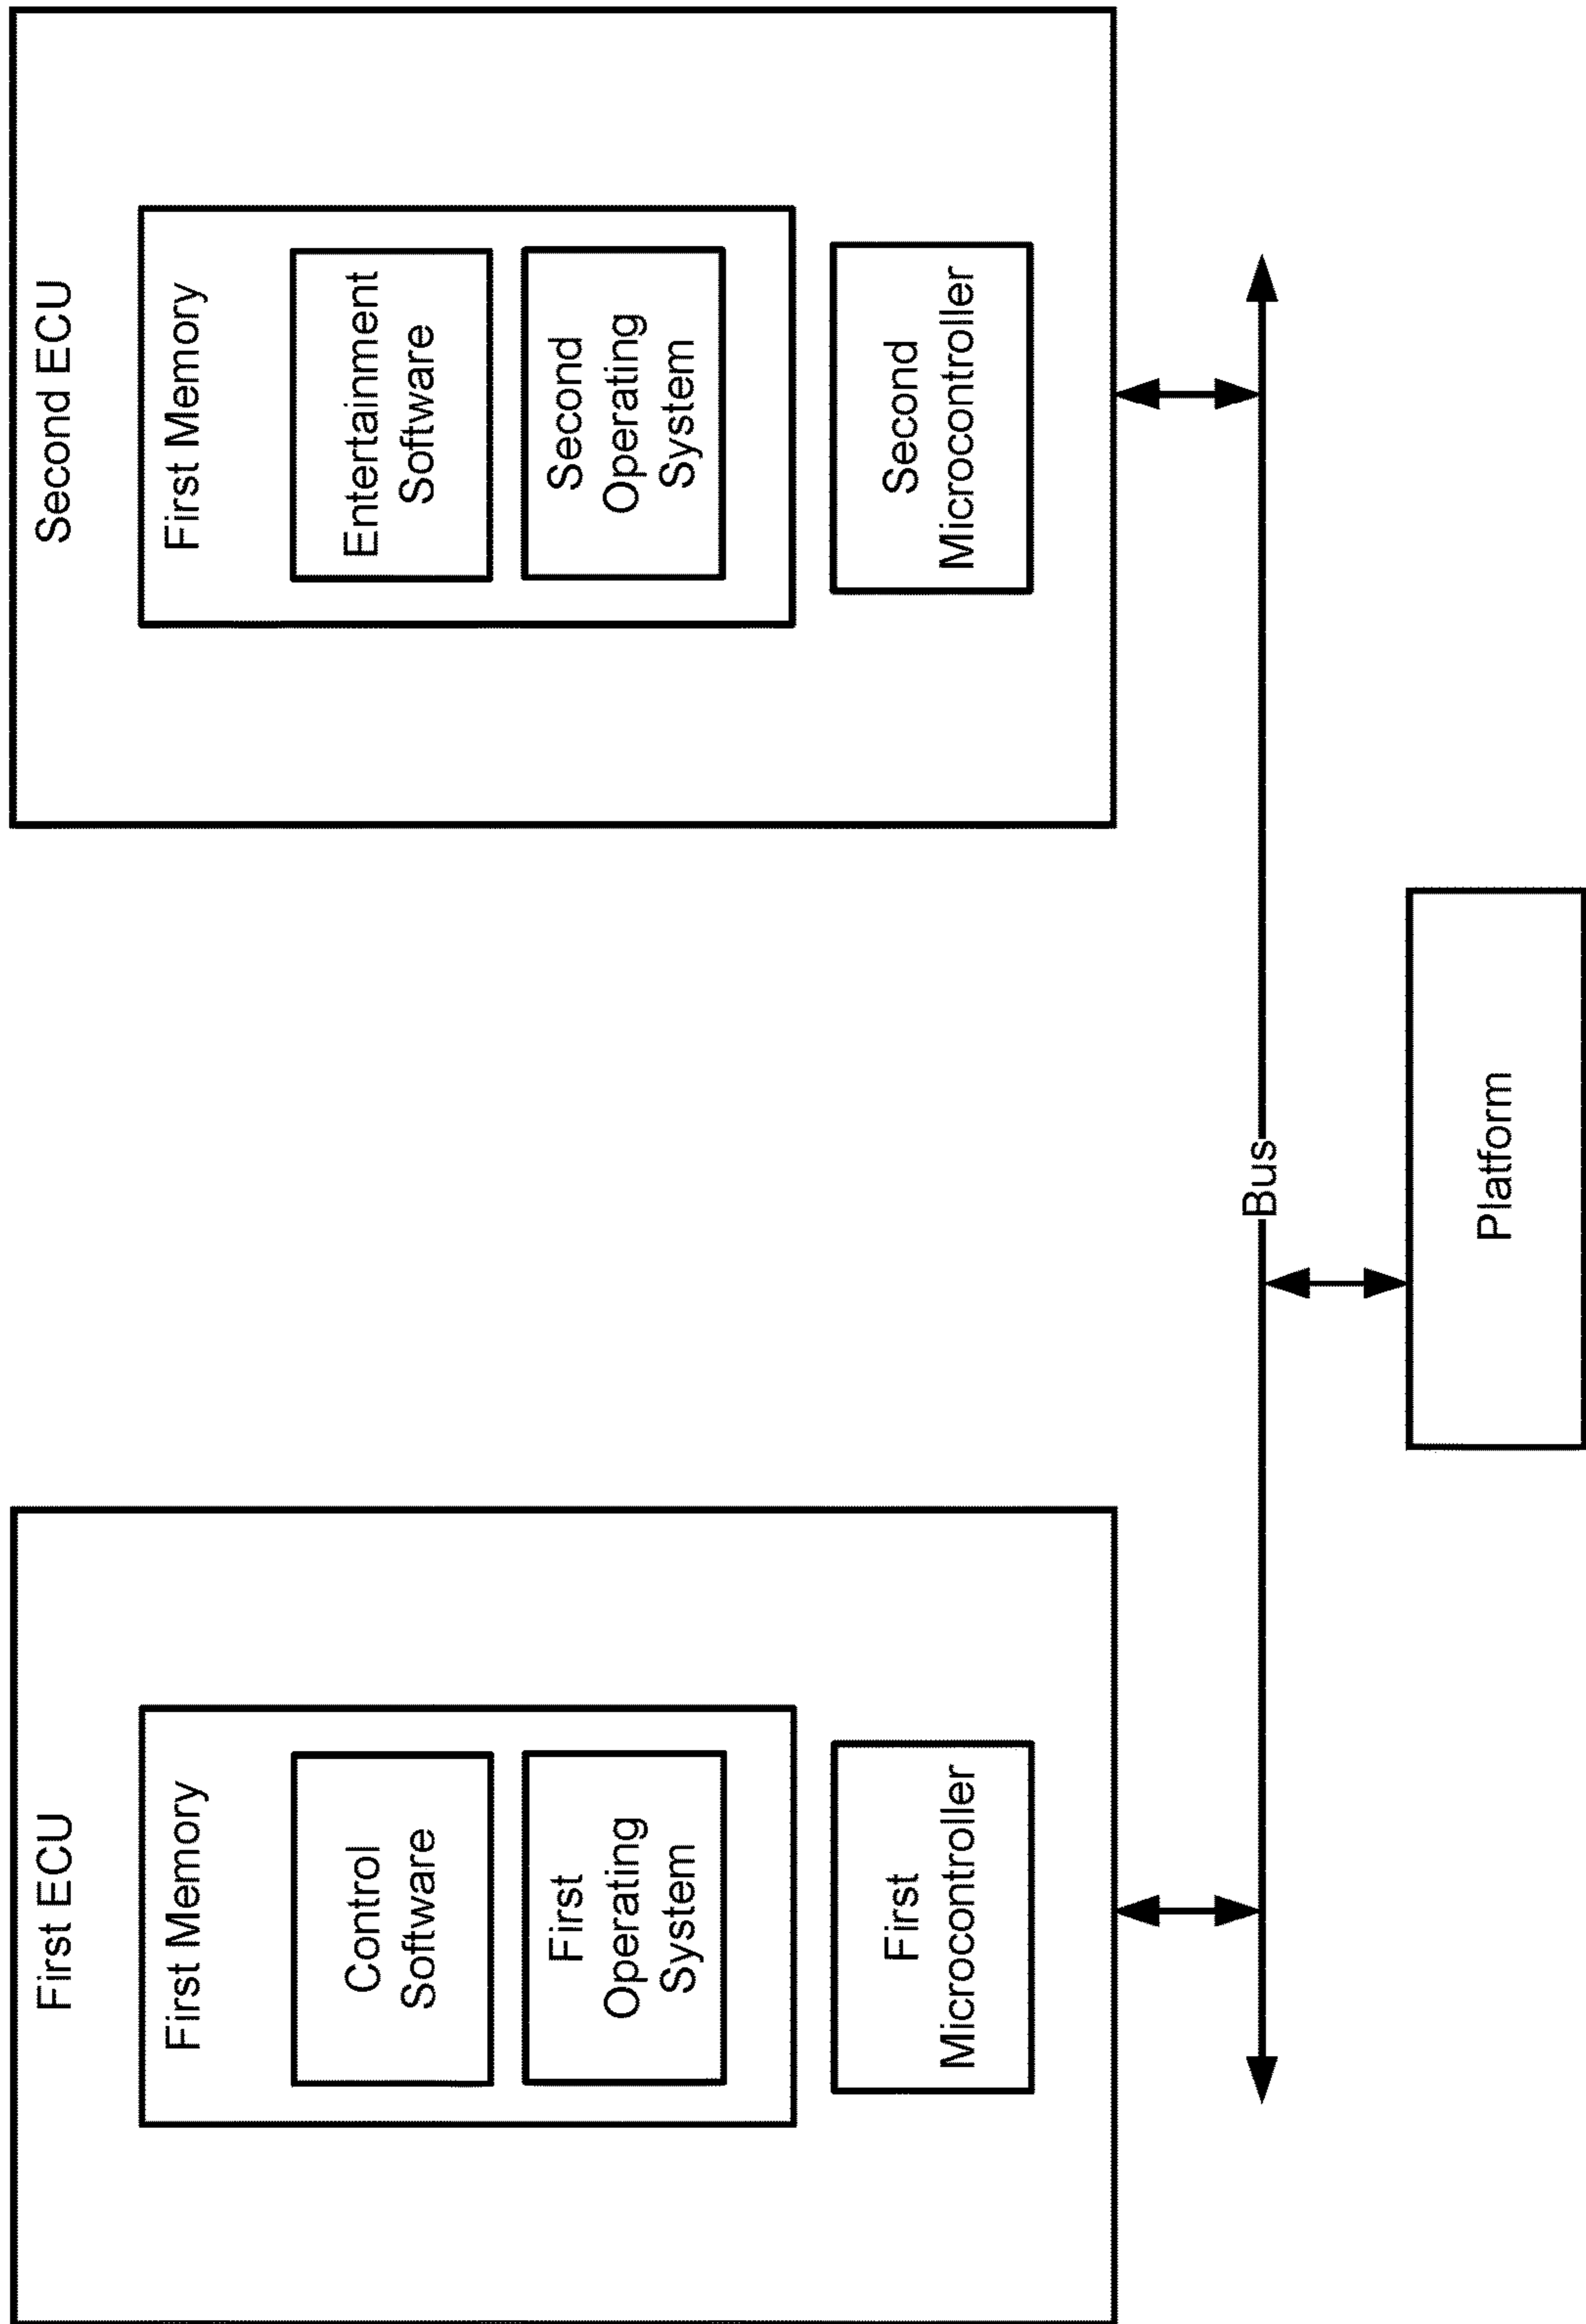 First ECU
First Memory
Control
Software
First
Operating
System
First
Microcontroller
Second ECU
First Memory
Entertainment
Software
Second
Operating
System
Second
Microcontroller
Bus
Platform